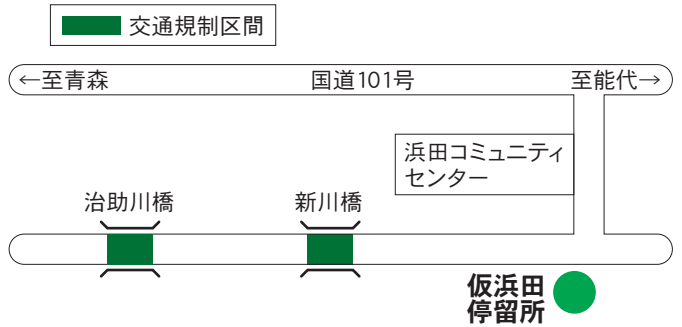 交通規制区間
←至青森
国道101号
至能代→
浜田コミュニティ
センター
治助川橋
新川橋
仮浜田
停留所